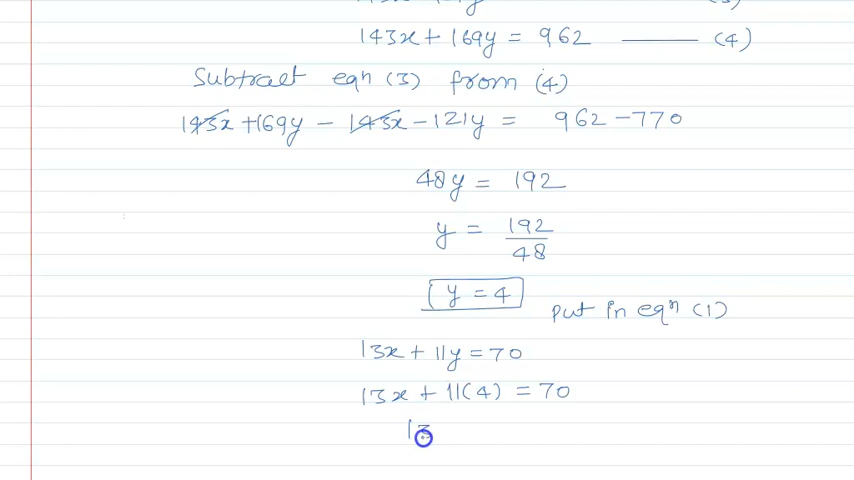 143x + 169y = 962 —— (4)
Subtract eqn (3) from (4)
143x + 169y - 143x - 121y = 962 - 770
48y = 192
y = 192/48
y = 4 put in eqn (1)
13x + 11y = 70
13x + 11(4) = 70
13